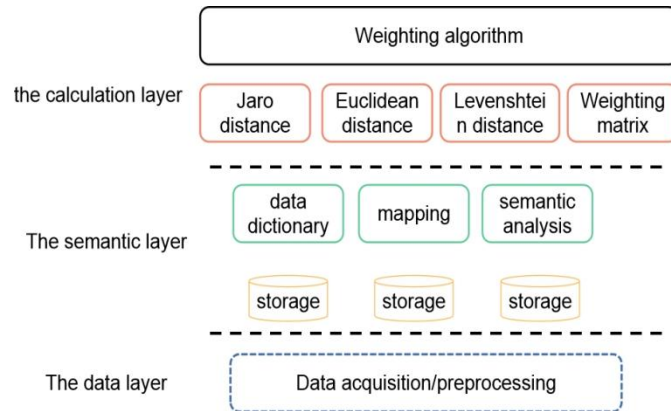 Weighting algorithm
the calculation layer
Jaro
distance
Euclidean
distance
Levenshtei
n distance
Weighting
matrix
The semantic layer
data
dictionary
mapping
semantic
analysis
storage
storage
storage
The data layer
Data acquisition/preprocessing